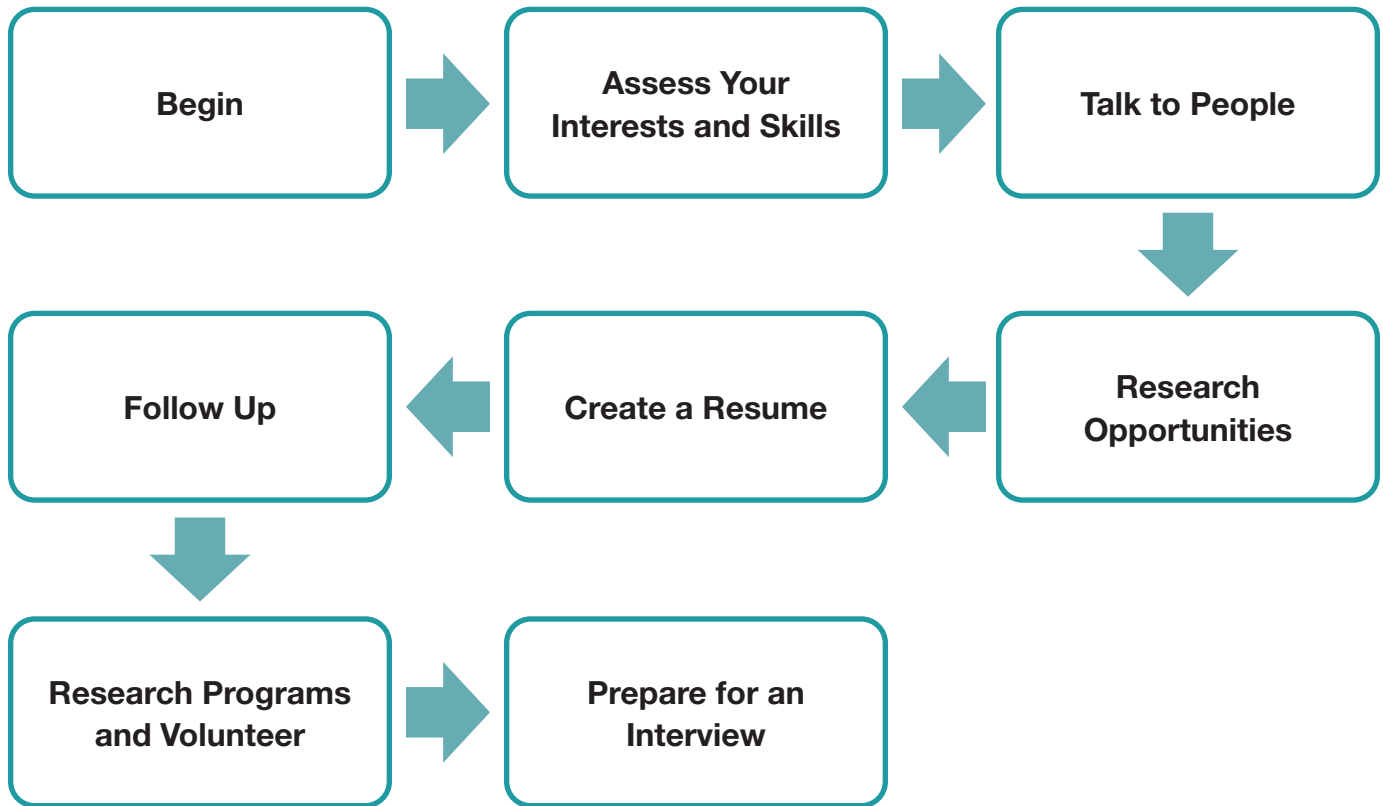 Begin
Assess Your
Interests and Skills
Talk to People
Research
Opportunities
Create a Resume
Follow Up
Research Programs
and Volunteer
Prepare for an
Interview